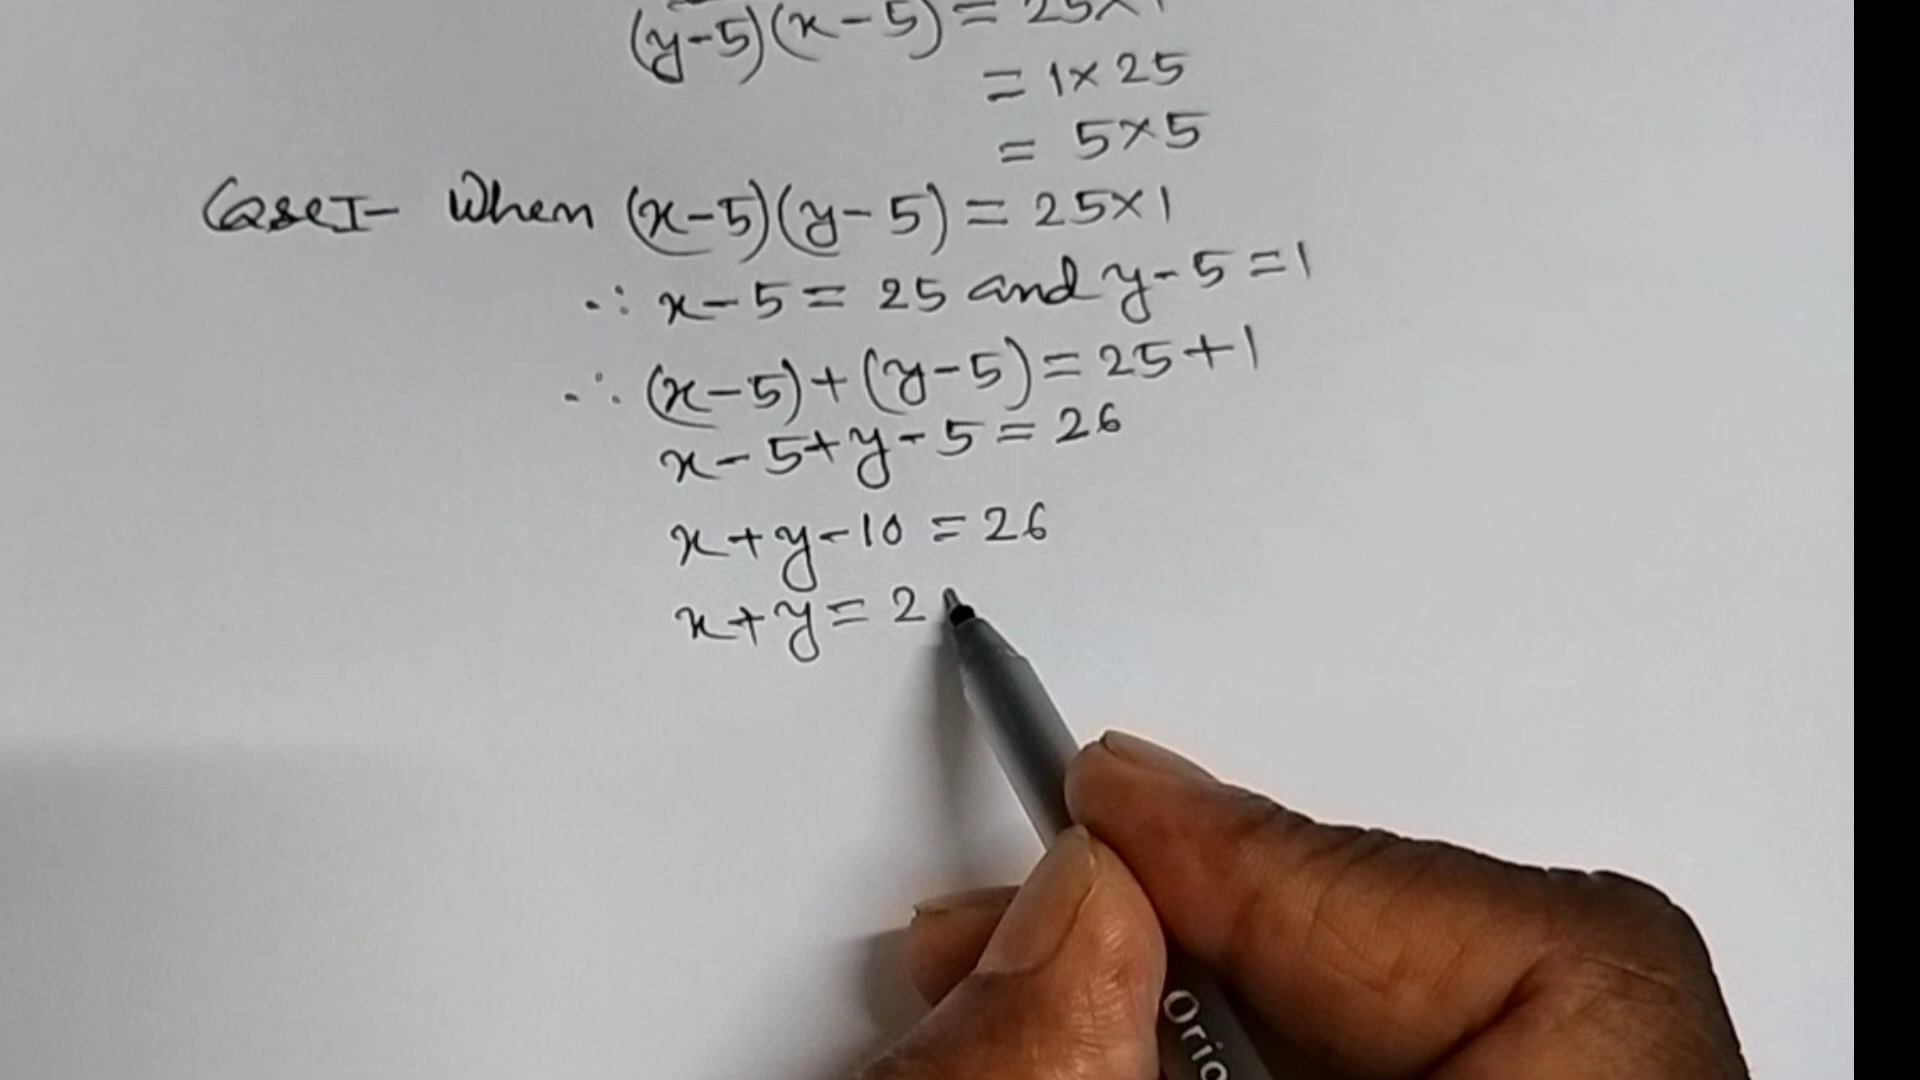 (y-5)(x-5) = 25×1
= 1×25
= 5×5
Case I - When (x-5)(y-5) = 25×1
∴ x-5 = 25 and y-5 = 1
∴ (x-5)+(y-5) = 25+1
x-5+y-5 = 26
x+y-10 = 26
x+y = 2
Orio